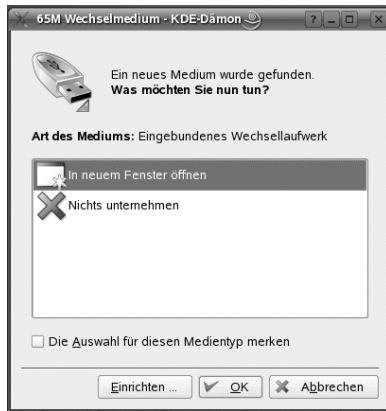 65M Wechselmedium - KDE-Dämon
Ein neues Medium wurde gefunden.
Was möchten Sie nun tun?
Art des Mediums: Eingebundenes Wechsellaufwerk
In neuem Fenster öffnen
Nichts unternehmen
Die Auswahl für diesen Medientyp merken
Einrichten ... OK Abbrechen